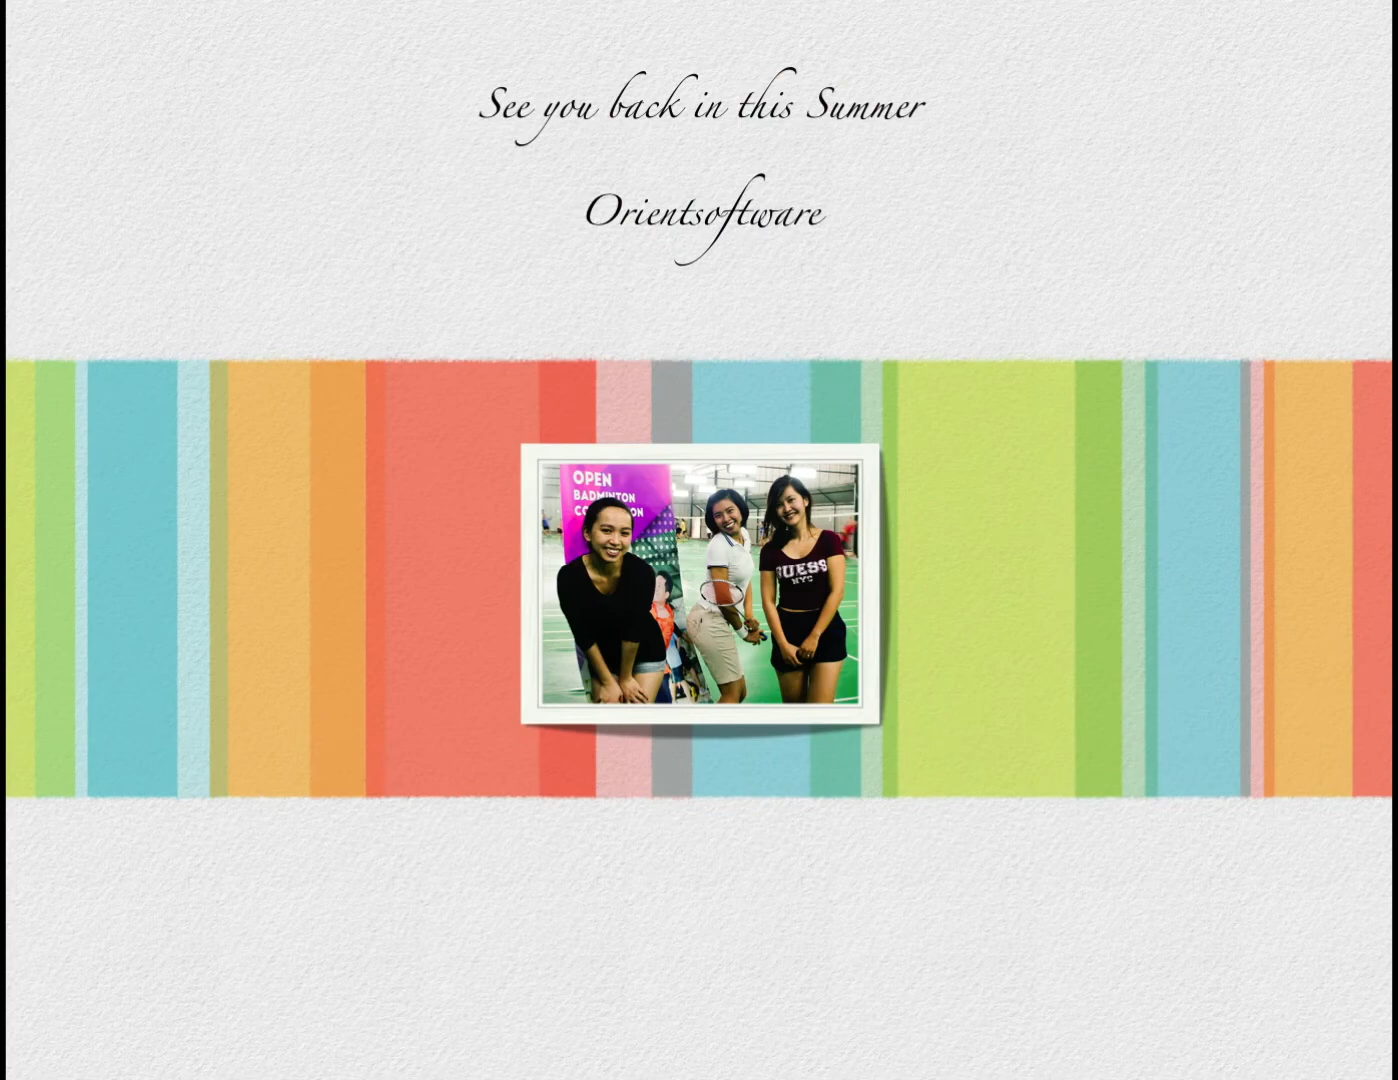 See you back in this Summer
Orientsoftware
OPEN
BADMINTON
GUESS
NYC